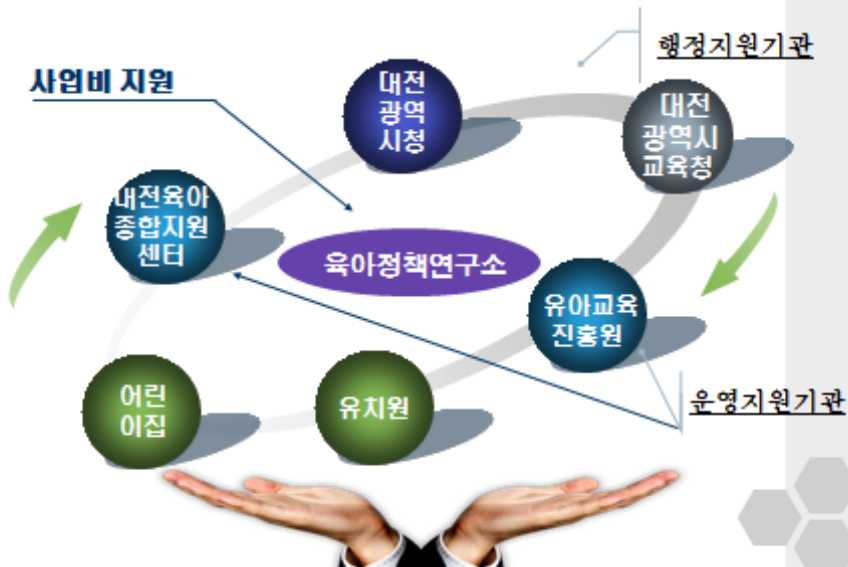 행정지원기관
사업비 지원
대전
광역
시청
대전
광역시
교육청
대전육아
종합지원
센터
육아정책연구소
유아교육
진흥원
어린
이집
유치원
운영지원기관